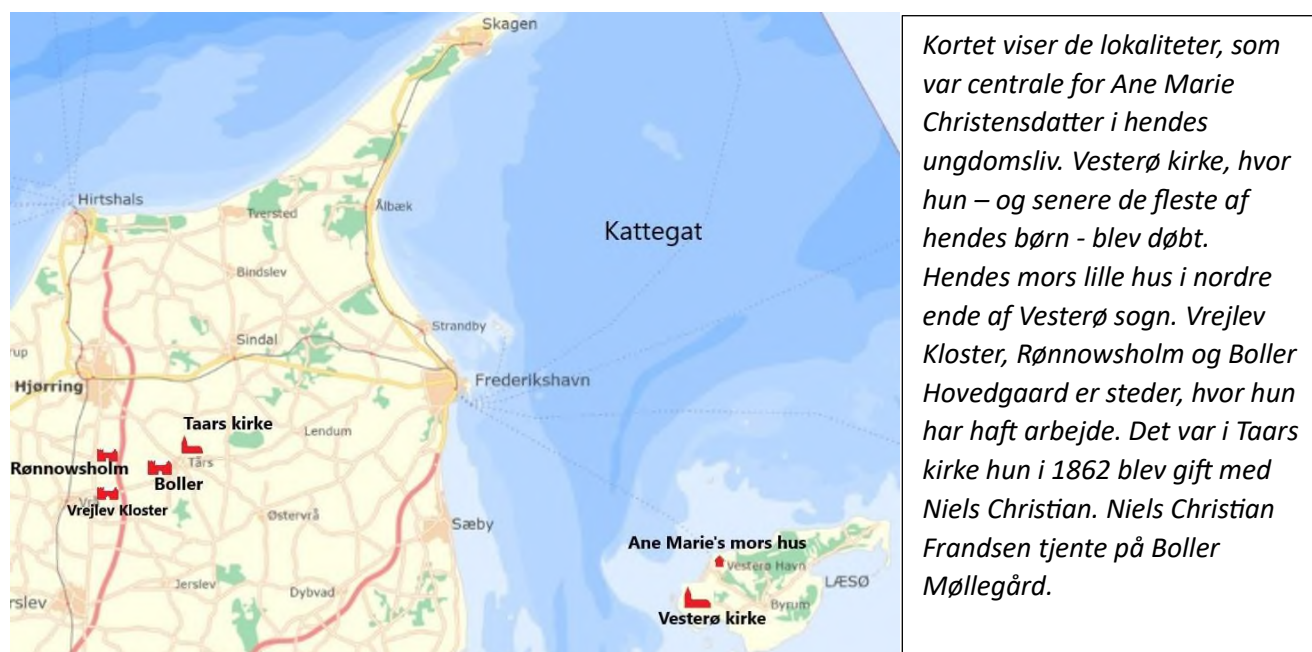 Skagen
Hirtshals
Tversted
Ålbæk
Kattegat
Bindslev
Strandby
Sindal
rup
Hjørring
Frederikshavn
Taars kirke
Lendum
Rønnowsholm
Tårs
Boller
Vrå
Vrejlev Kloster
Østervrå
Sæby
Ane Marie's mors hus
Vesterø Havn
LÆSØ
Jerslev
Dybvad
rslev
Byrum
Vesterø kirke
Kortet viser de lokaliteter, som
var centrale for Ane Marie
Christensdatter i hendes
ungdomsliv. Vesterø kirke, hvor
hun – og senere de fleste af
hendes børn - blev døbt.
Hendes mors lille hus i nordre
ende af Vesterø sogn. Vrejlev
Kloster, Rønnowsholm og Boller
Hovedgaard er steder, hvor hun
har haft arbejde. Det var i Taars
kirke hun i 1862 blev gift med
Niels Christian. Niels Christian
Frandsen tjente på Boller
Møllegård.